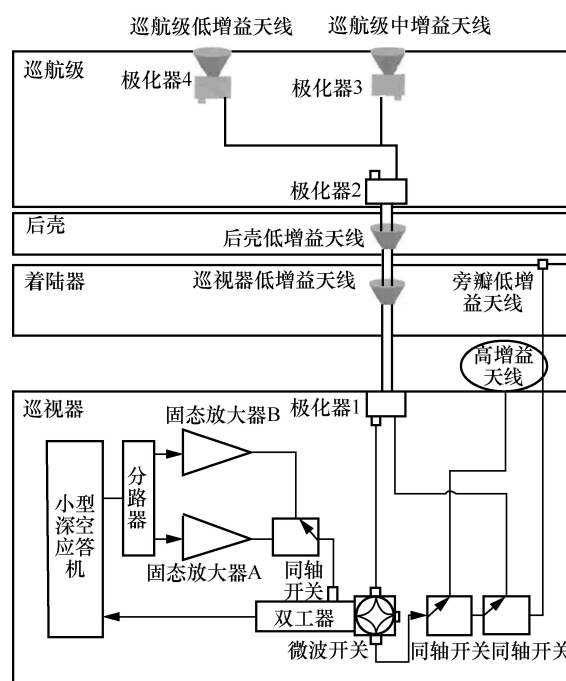 巡航级低增益天线
巡航级中增益天线
巡航级
极化器4
极化器3
极化器2
后壳
后壳低增益天线
着陆器
巡视器低增益天线
旁瓣低增
益天线
高增益
天线
巡视器
固态放大器B
极化器1
小型
深空
应答
机
分
路
器
固态放大器A
同轴
开关
双工器
微波开关
同轴开关
同轴开关